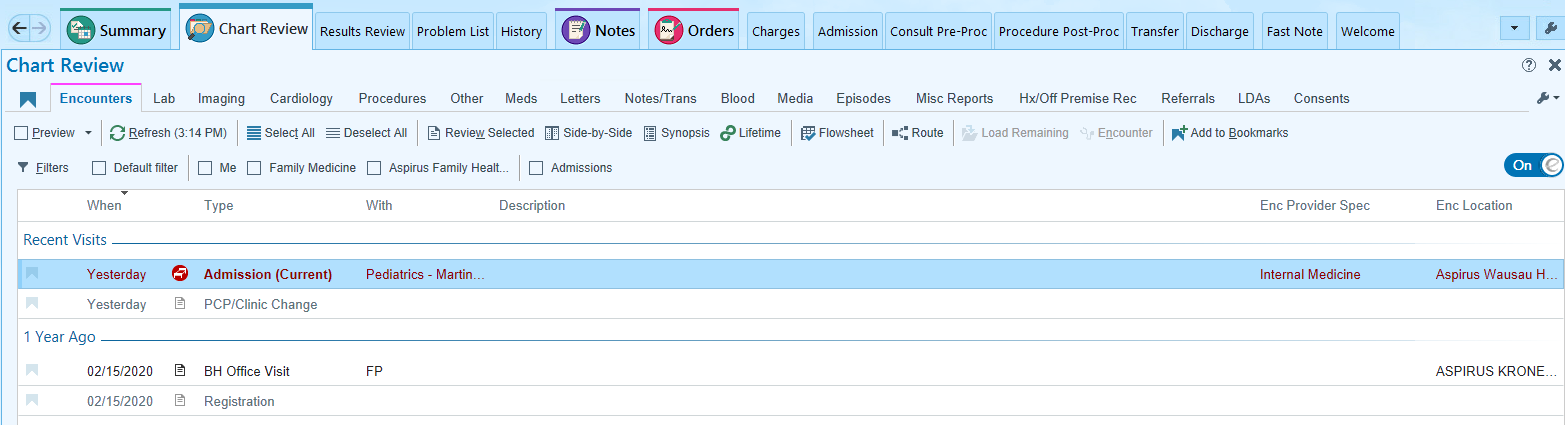 Summary Chart Review Results Review Problem List History Notes Orders Charges Admission Consult Pre-Proc Procedure Post-Proc Transfer Discharge Fast Note Welcome
Chart Review
Encounters Lab Imaging Cardiology Procedures Other Meds Letters Notes/Trans Blood Media Episodes Misc Reports Hx/Off Premise Rec Referrals LDAs Consents
Preview Refresh (3:14 PM) Select All Deselect All Review Selected Side-by-Side Synopsis Lifetime Flowsheet Route Load Remaining Encounter Add to Bookmarks
Filters Default filter Me Family Medicine Aspirus Family Healt... Admissions On e
When Type With Description Enc Provider Spec Enc Location
Recent Visits
Yesterday Admission (Current) Pediatrics - Martin... Internal Medicine Aspirus Wausau H...
Yesterday PCP/Clinic Change
1 Year Ago
02/15/2020 BH Office Visit FP ASPIRUS KRONE...
02/15/2020 Registration